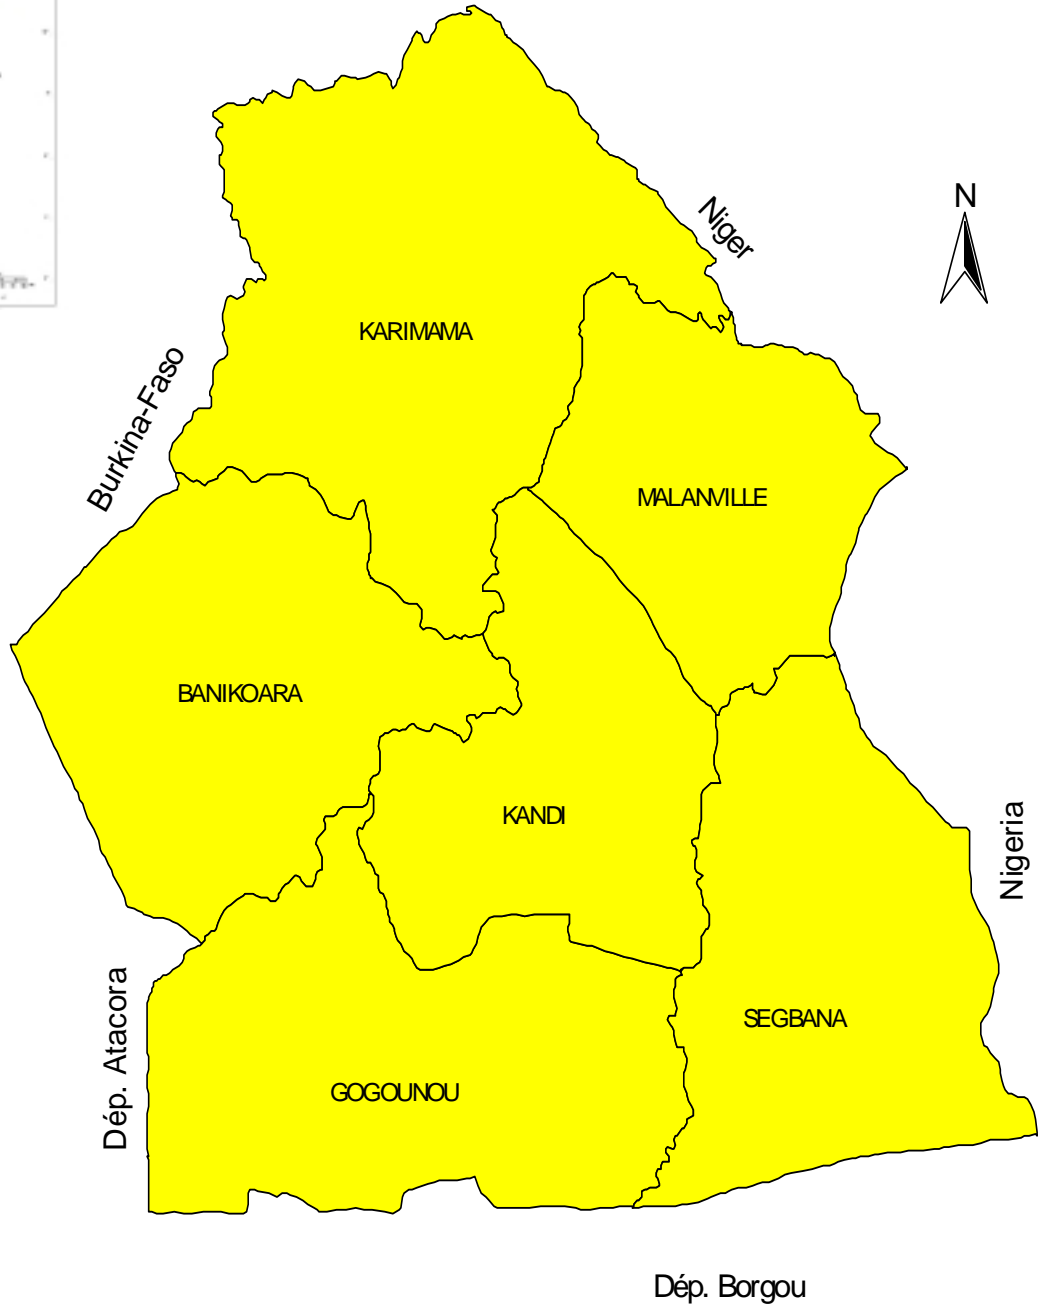 N
Niger
KARIMAMA
Burkina-Faso
MALANVILLE
BANIKOARA
KANDI
Nigeria
SEGBANA
Dép. Atacora
GOGOUNOU
Dép. Borgou